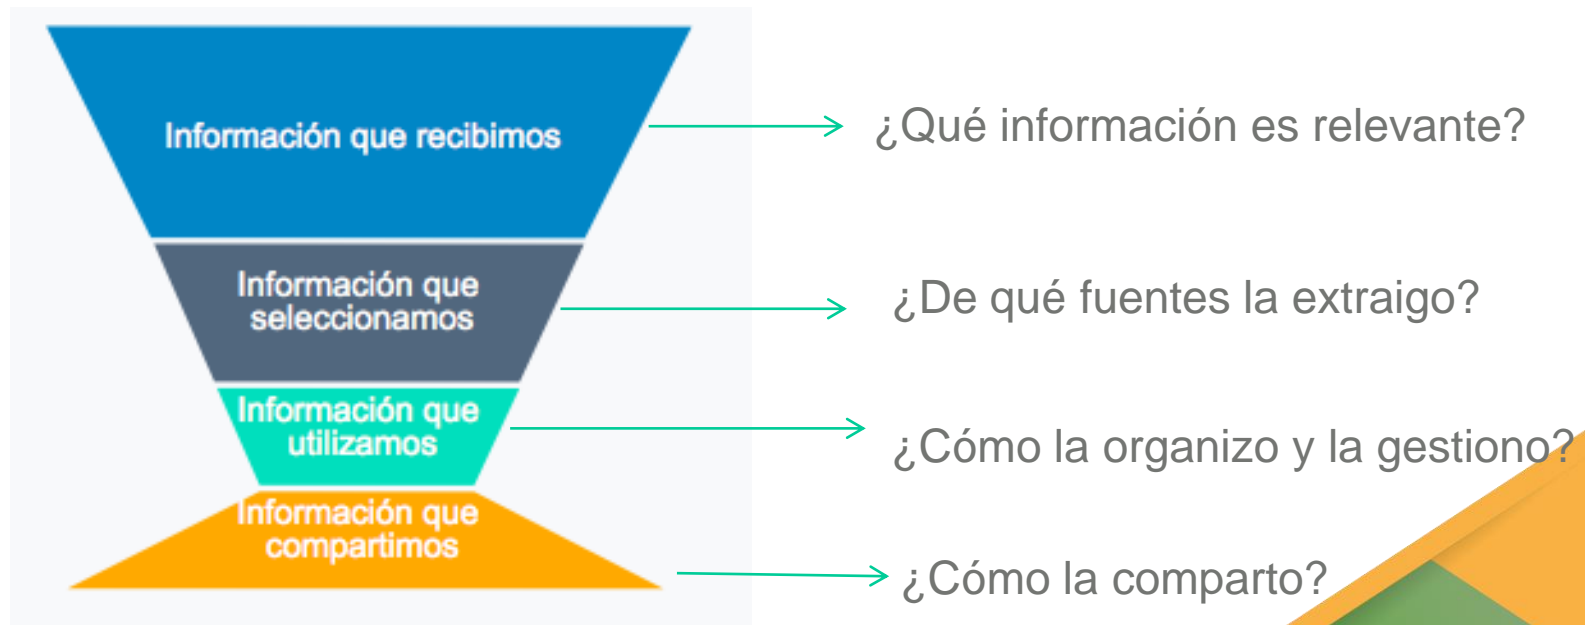 Información que recibimos
¿Qué información es relevante?
Información que
seleccionamos
¿De qué fuentes la extraigo?
Información que
utilizamos
¿Cómo la organizo y la gestiono?
Información que
compartimos
¿Cómo la comparto?